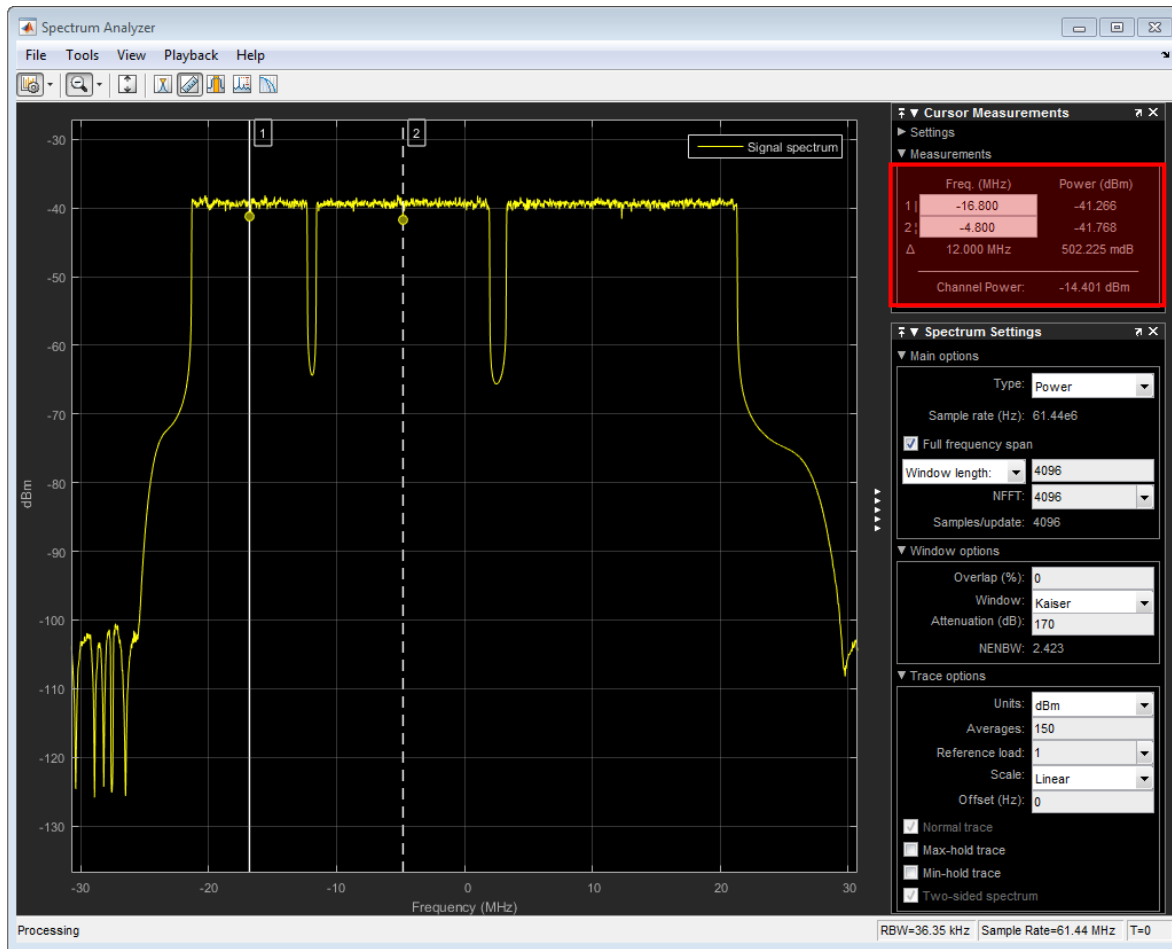 Spectrum Analyzer
File Tools View Playback Help
-30
-40
-50
-60
-70
-80
-90
-100
-110
-120
-130
dBm
1
2
Signal spectrum
-30 -20 -10 0 10 20 30
Frequency (MHz)
Cursor Measurements
Settings
Measurements
Freq. (MHz) Power (dBm)
1 | -16.800 -41.266
2 ¦ -4.800 -41.768
Δ 12.000 MHz 502.225 mdB
Channel Power: -14.401 dBm
Spectrum Settings
Main options
Type: Power
Sample rate (Hz): 61.44e6
Full frequency span
Window length: 4096
NFFT: 4096
Samples/update: 4096
Window options
Overlap (%): 0
Window: Kaiser
Attenuation (dB): 170
NENBW: 2.423
Trace options
Units: dBm
Averages: 150
Reference load: 1
Scale: Linear
Offset (Hz): 0
Normal trace
Max-hold trace
Min-hold trace
Two-sided spectrum
Processing
RBW=36.35 kHz Sample Rate=61.44 MHz T=0